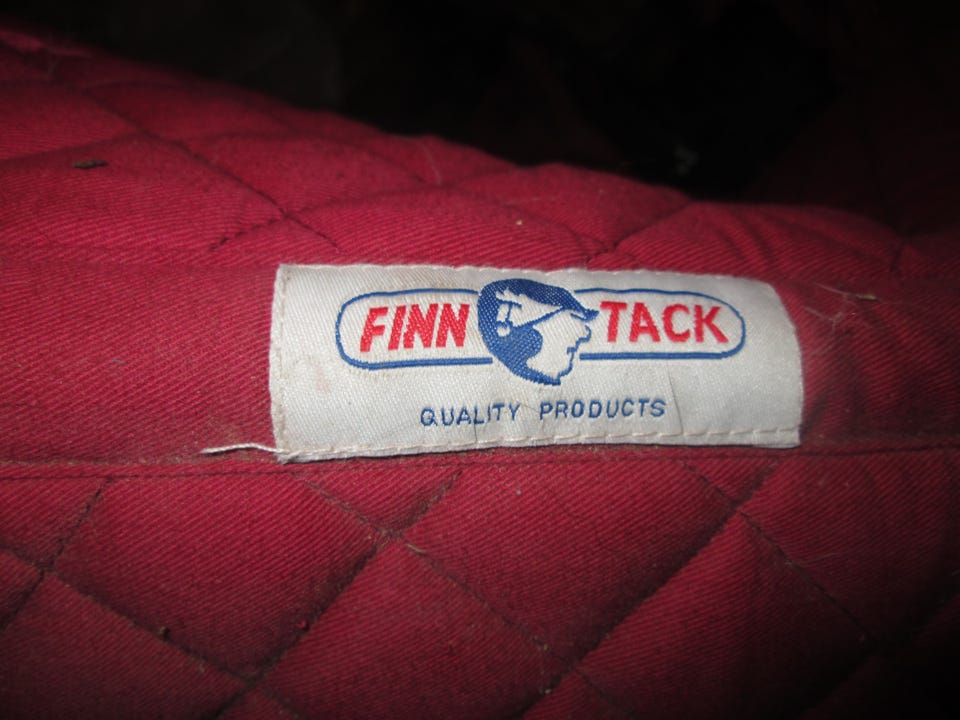 FINN TACK
QUALITY PRODUCTS